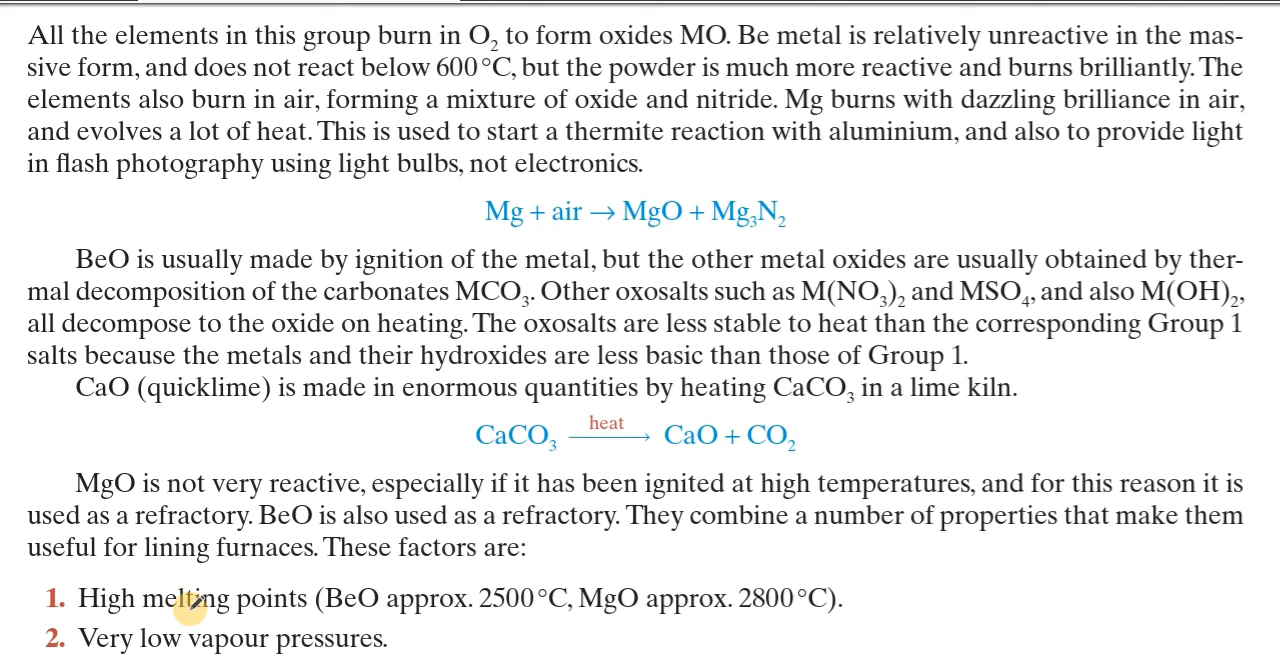 All the elements in this group burn in O₂ to form oxides MO. Be metal is relatively unreactive in the mas-
sive form, and does not react below 600°C, but the powder is much more reactive and burns brilliantly. The
elements also burn in air, forming a mixture of oxide and nitride. Mg burns with dazzling brilliance in air,
and evolves a lot of heat. This is used to start a thermite reaction with aluminium, and also to provide light
in flash photography using light bulbs, not electronics.
Mg + air → MgO + Mg₃N₂
BeO is usually made by ignition of the metal, but the other metal oxides are usually obtained by ther-
mal decomposition of the carbonates MCO₃. Other oxosalts such as M(NO₃)₂ and MSO₄, and also M(OH)₂,
all decompose to the oxide on heating. The oxosalts are less stable to heat than the corresponding Group 1
salts because the metals and their hydroxides are less basic than those of Group 1.
CaO (quicklime) is made in enormous quantities by heating CaCO₃ in a lime kiln.
CaCO₃ heat → CaO + CO₂
MgO is not very reactive, especially if it has been ignited at high temperatures, and for this reason it is
used as a refractory. BeO is also used as a refractory. They combine a number of properties that make them
useful for lining furnaces. These factors are:
1. High melting points (BeO approx. 2500°C, MgO approx. 2800°C).
2. Very low vapour pressures.